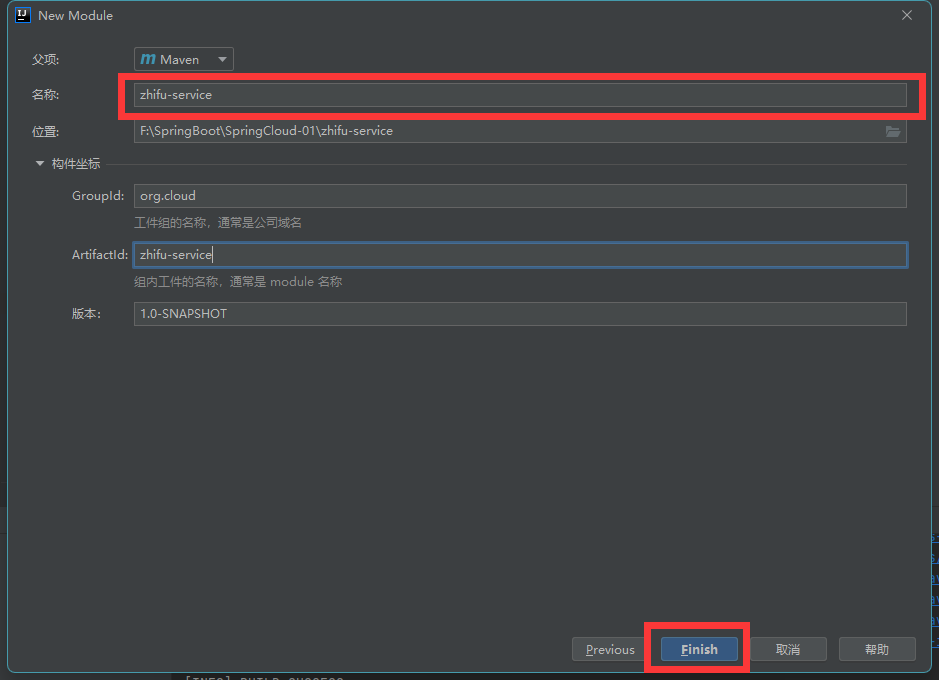 New Module
父项: Maven
名称: zhifu-service
位置: F:\SpringBoot\SpringCloud-01\zhifu-service
构件坐标
GroupId: org.cloud
工件组的名称，通常是公司域名
ArtifactId: zhifu-service
组内工件的名称，通常是 module 名称
版本: 1.0-SNAPSHOT
Previous Finish 取消 帮助